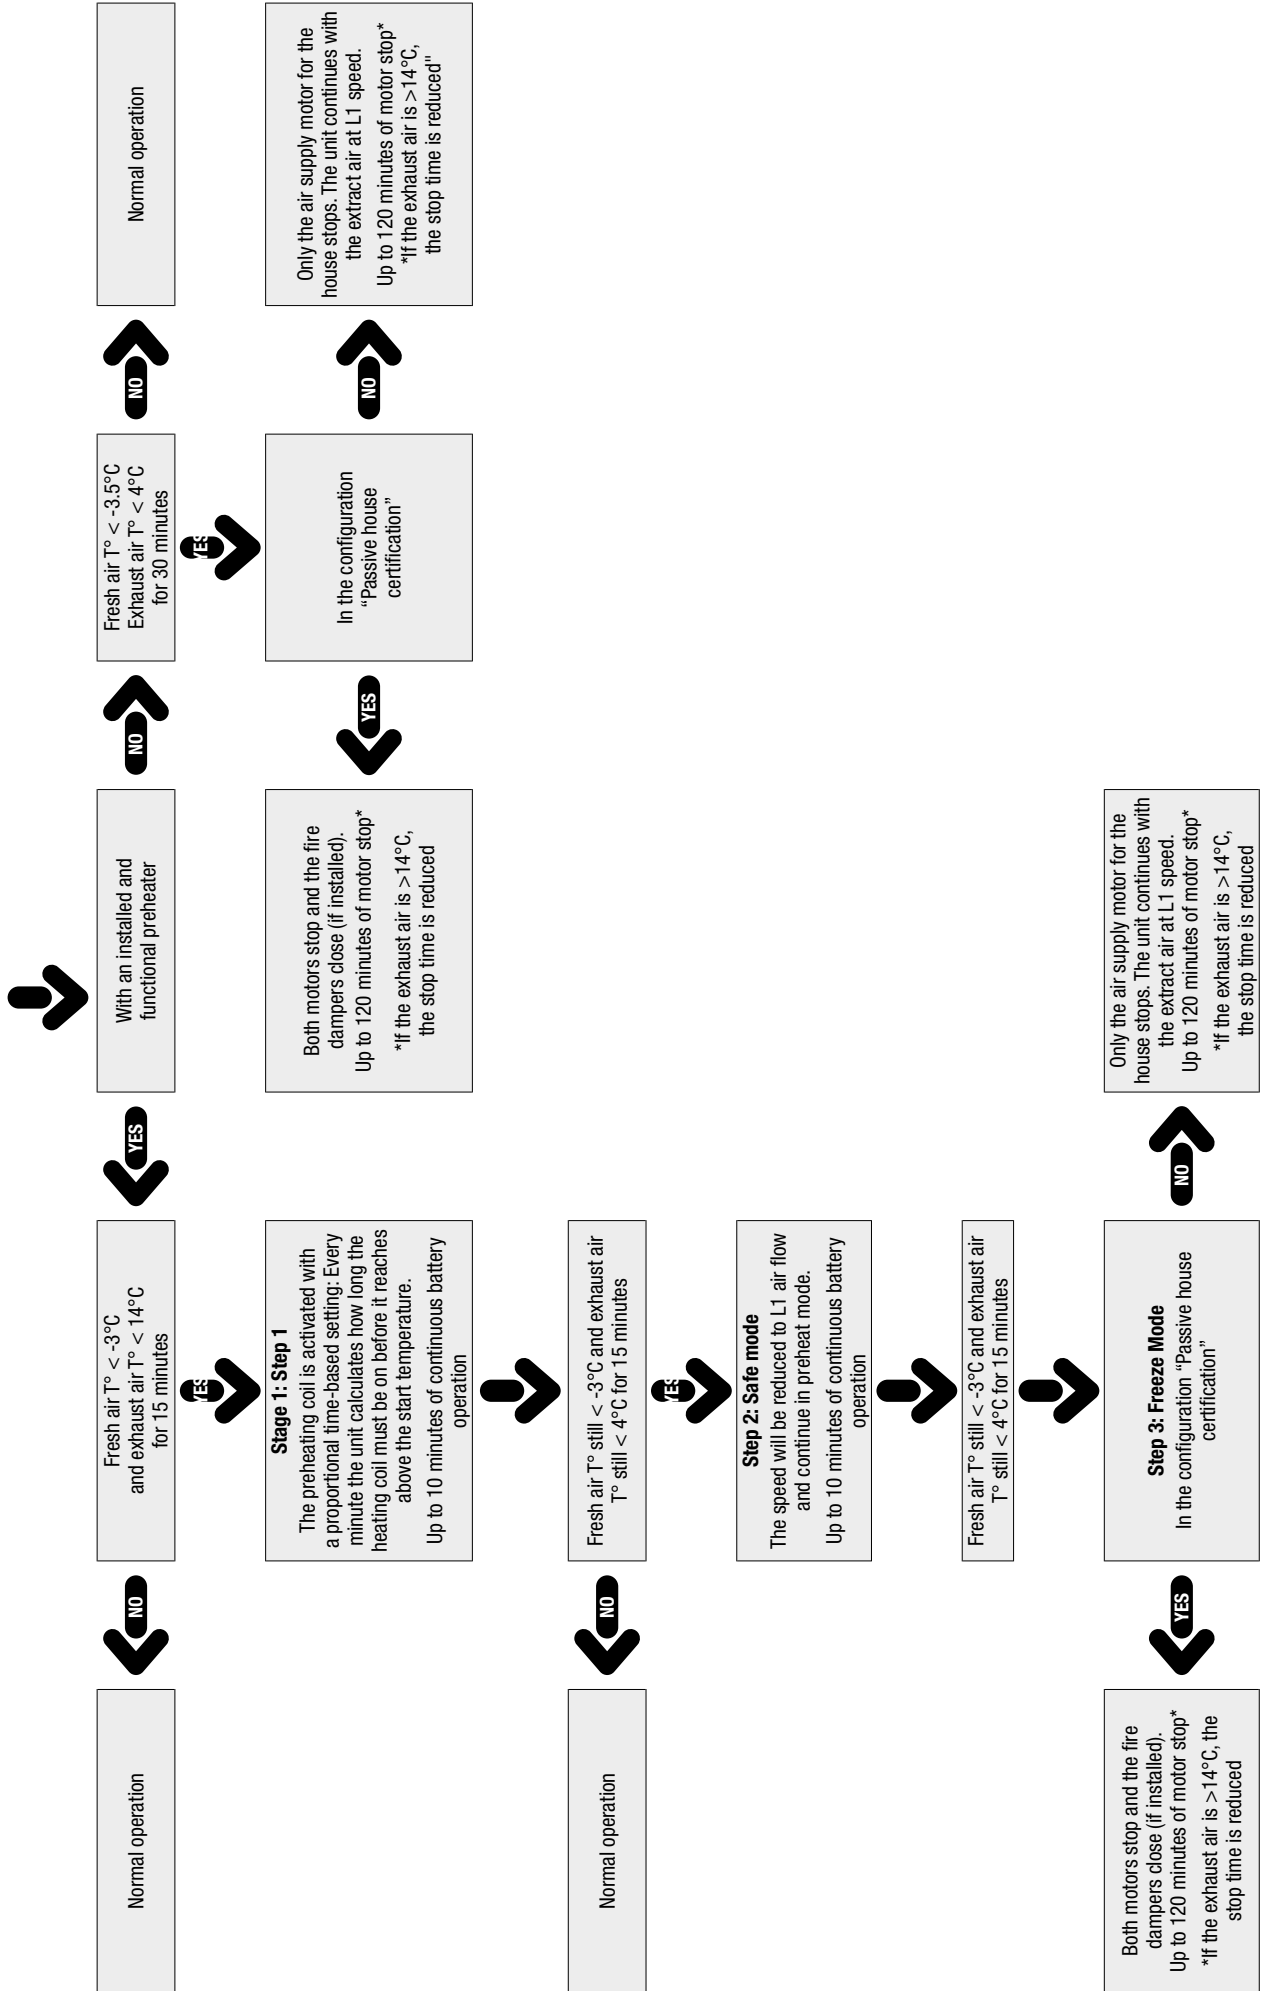 Normal operation
NO
Fresh air T° < -3°C
and exhaust air T° < 14°C
for 15 minutes
YES
With an installed and
functional preheater
NO
Fresh air T° < -3.5°C
Exhaust air T° < 4°C
for 30 minutes
NO
Normal operation
YES
YES
Stage 1: Step 1
The preheating coil is activated with
a proportional time-based setting: Every
minute the unit calculates how long the
heating coil must be on before it reaches
above the start temperature.
Up to 10 minutes of continuous battery
operation
Both motors stop and the fire
dampers close (if installed).
Up to 120 minutes of motor stop*
*If the exhaust air is >14°C,
the stop time is reduced
YES
In the configuration
“Passive house
certification”
NO
Only the air supply motor for the
house stops. The unit continues with
the extract air at L1 speed.
Up to 120 minutes of motor stop*
*If the exhaust air is >14°C,
the stop time is reduced"
Normal operation
NO
Fresh air T° still < -3°C and exhaust air
T° still < 4°C for 15 minutes
YES
Step 2: Safe mode
The speed will be reduced to L1 air flow
and continue in preheat mode.
Up to 10 minutes of continuous battery
operation
Fresh air T° still < -3°C and exhaust air
T° still < 4°C for 15 minutes
Both motors stop and the fire
dampers close (if installed).
Up to 120 minutes of motor stop*
*If the exhaust air is >14°C, the
stop time is reduced
YES
Step 3: Freeze Mode
In the configuration “Passive house
certification”
NO
Only the air supply motor for the
house stops. The unit continues with
the extract air at L1 speed.
Up to 120 minutes of motor stop*
*If the exhaust air is >14°C,
the stop time is reduced